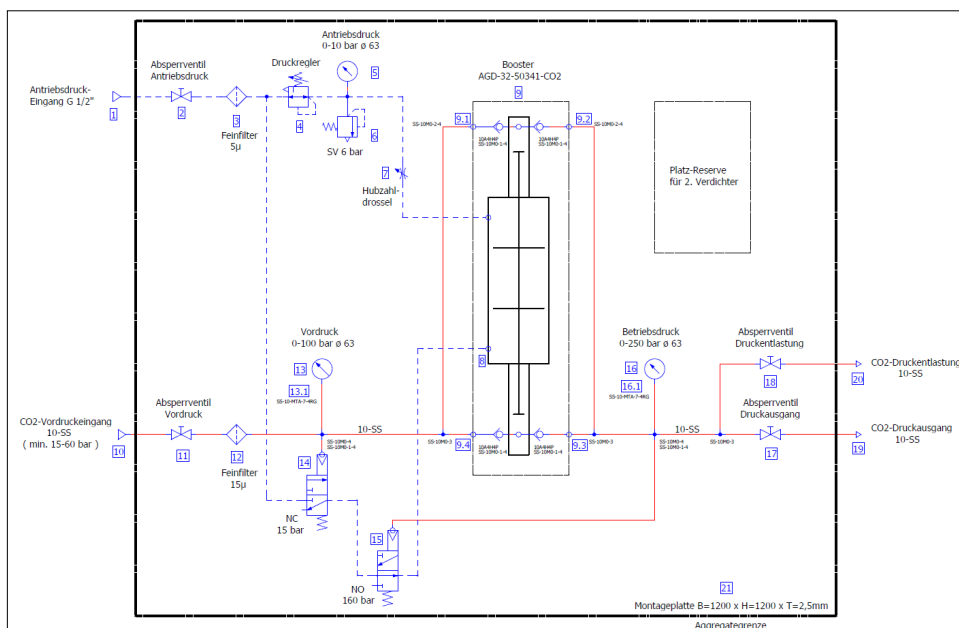 Antriebsdruck
0-10 bar ø 63
Absperrventil
Antriebsdruck
Druckregler
Booster
AGD-32-50341-CO2
Antriebsdruck-
Eingang G 1/2"
1
2
3
4
5
6
9
Feinfilter
5µ
SV 6 bar
SS-10M0-2-4
9.1
10A4H4P
SS-10M0-1-4
10A4H4P
SS-10M0-1-4
9.2
SS-10M0-2-4
7
Hubzahl-
drossel
Platz-Reserve
für 2. Verdichter
8
Vordruck
0-100 bar ø 63
13
13.1
SS-10-MTA-7-4RG
Betriebsdruck
0-250 bar ø 63
16
16.1
SS-10-MTA-7-4RG
Absperrventil
Druckentlastung
18
CO2-Druckentlastung
10-SS
20
CO2-Vordruckeingang
10-SS
( min. 15-60 bar )
10
Absperrventil
Vordruck
11
12
Feinfilter
15µ
10-SS
SS-10M0-4
SS-10M0-1-4
SS-10M0-3
9.4
10A4H4P
SS-10M0-1-4
10A4H4P
SS-10M0-1-4
9.3
SS-10M0-3
10-SS
SS-10M0-4
SS-10M0-1-4
SS-10M0-3
Absperrventil
Druckausgang
17
CO2-Druckausgang
10-SS
19
14
NC
15 bar
15
NO
160 bar
21
Montageplatte B=1200 x H=1200 x T=2,5mm
Aggregategrenze